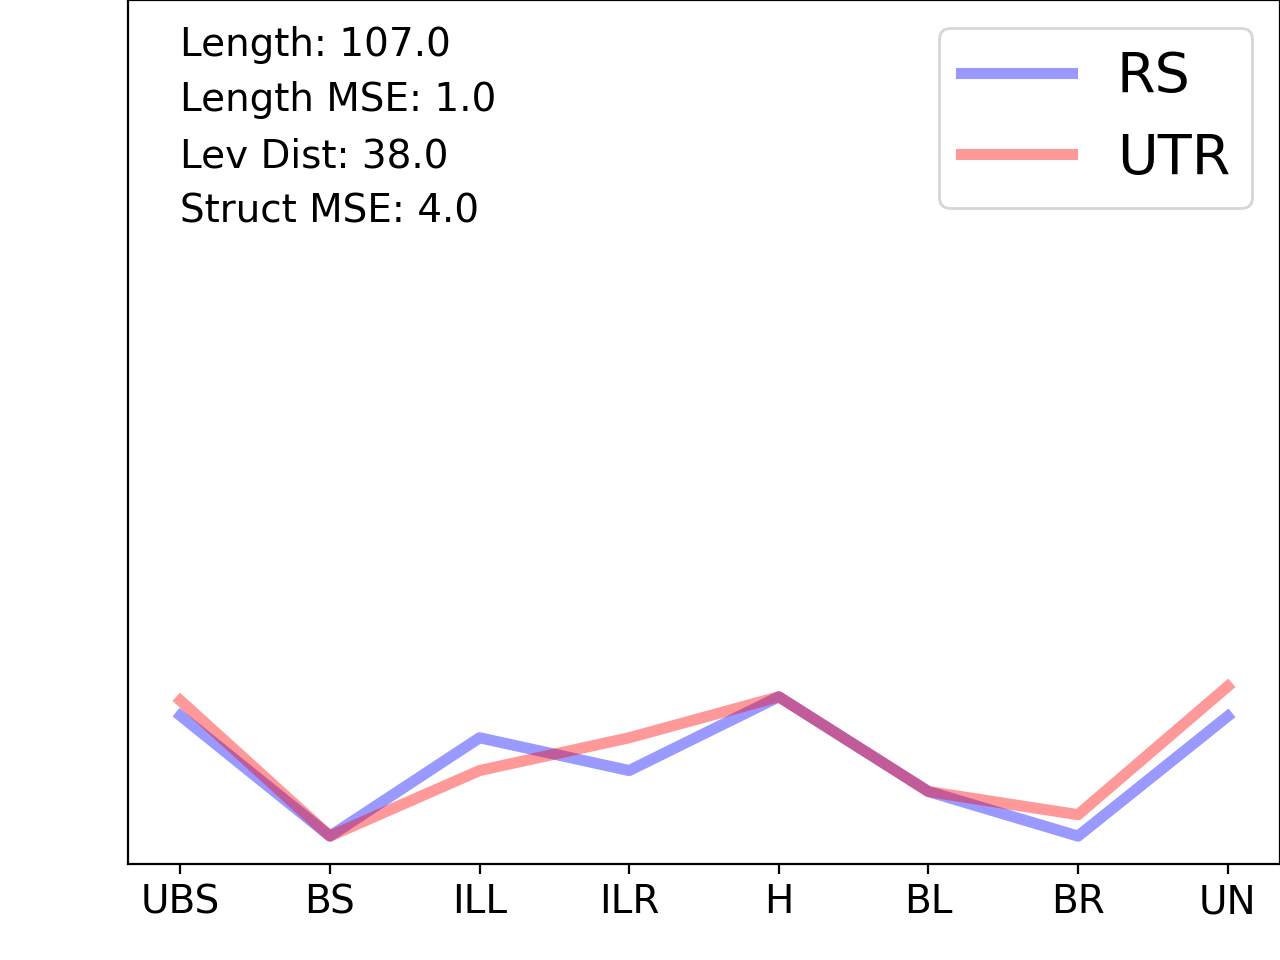 Length: 107.0
Length MSE: 1.0
Lev Dist: 38.0
Struct MSE: 4.0
RS
UTR
UBS BS ILL ILR H BL BR UN